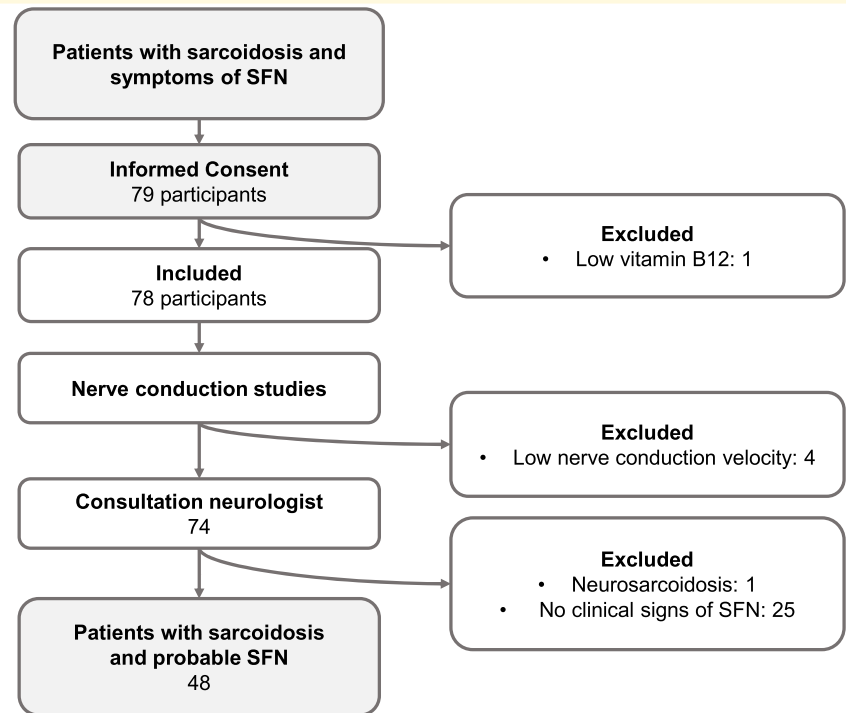 Patients with sarcoidosis and
symptoms of SFN
Informed Consent
79 participants
Excluded
• Low vitamin B12: 1
Included
78 participants
Nerve conduction studies
Excluded
• Low nerve conduction velocity: 4
Consultation neurologist
74
Excluded
• Neurosarcoidosis: 1
• No clinical signs of SFN: 25
Patients with sarcoidosis
and probable SFN
48